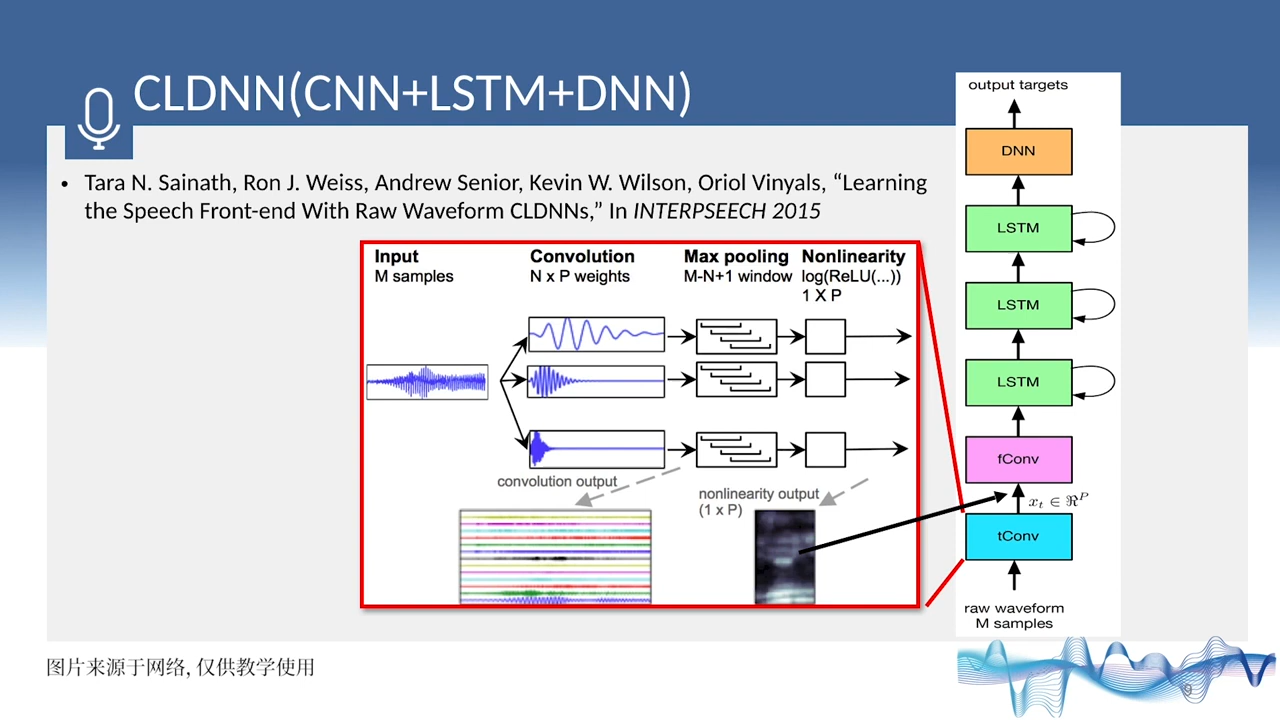 CLDNN(CNN+LSTM+DNN)
• Tara N. Sainath, Ron J. Weiss, Andrew Senior, Kevin W. Wilson, Oriol Vinyals, “Learning
the Speech Front-end With Raw Waveform CLDNNs,” In INTERPSEECH 2015
Input
M samples
Convolution
N x P weights
Max pooling
M-N+1 window
Nonlinearity
log(ReLU(...))
1 X P
convolution output
nonlinearity output
(1 x P)
output targets
DNN
LSTM
LSTM
LSTM
fConv
x_t ∈ ℜ^P
tConv
raw waveform
M samples
图片来源于网络, 仅供教学使用
9